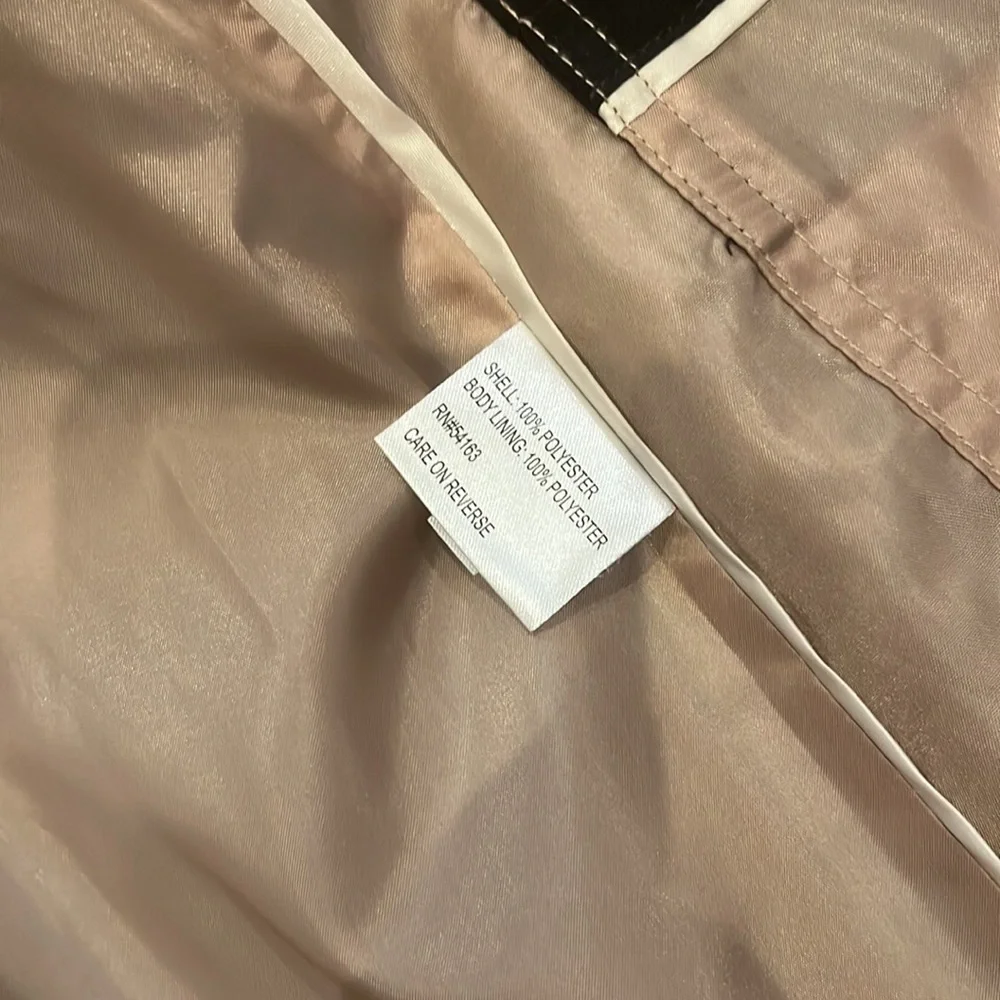 SHELL: 100% POLYESTER
BODY LINING: 100% POLYESTER
RN#54163
CARE ON REVERSE